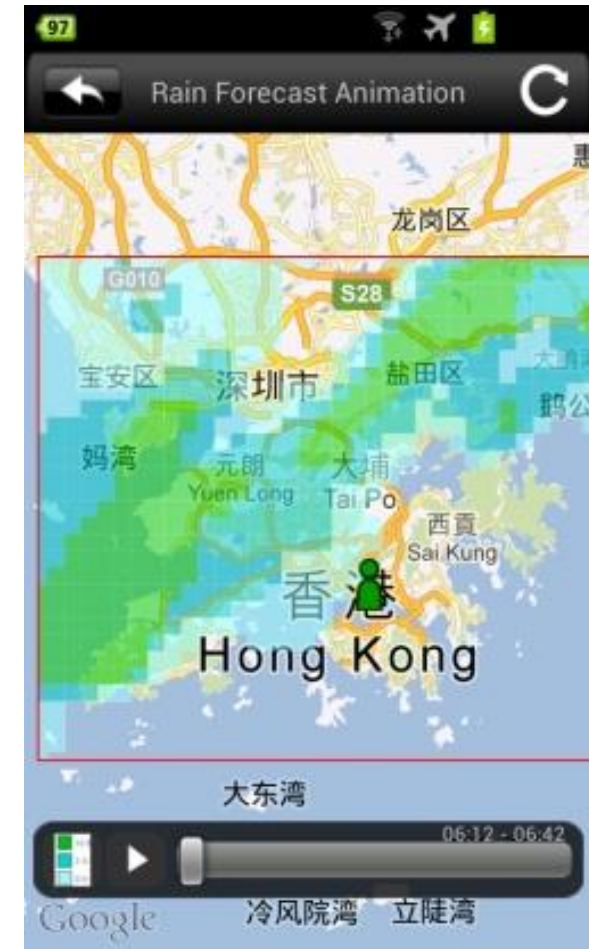 97
Rain Forecast Animation
惠
龙岗区
G010
S28
宝安区
深圳市
盐田区
大鹏
鹅公
妈湾
元朗
大埔
Yuen Long
Tai Po
西貢
Sai Kung
香港
Hong Kong
大东湾
06:12 - 06:42
Google
冷风院湾
立陡湾